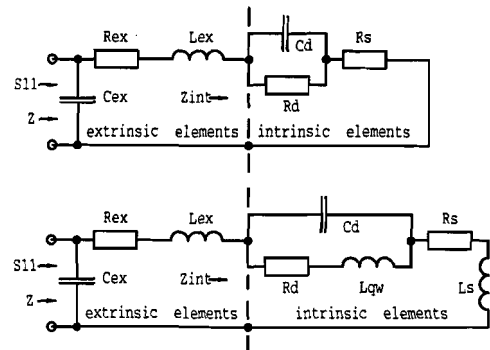 Rex Lex Cd Rs
S11 Cex Zint Rd
Z extrinsic elements intrinsic elements
Rex Lex Cd Rs
S11 Cex Zint Rd Lqw Ls
Z extrinsic elements intrinsic elements